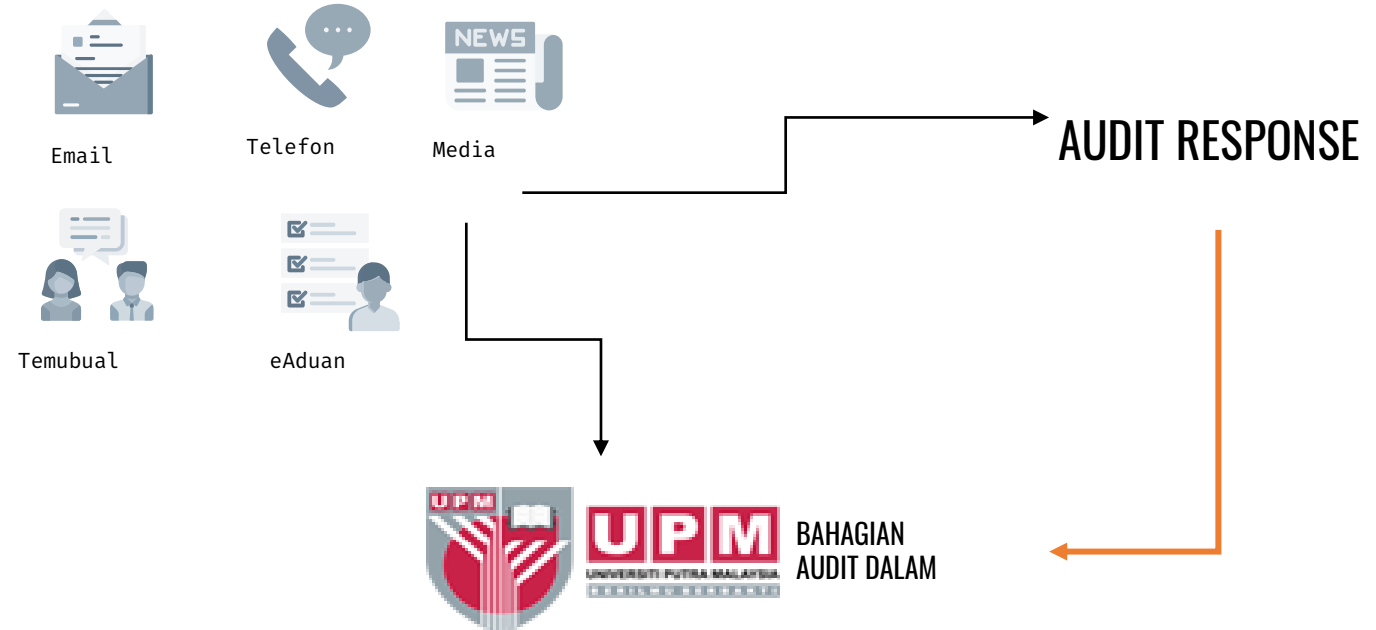 NEWS
Email
Telefon
Media
AUDIT RESPONSE
Temubual
eAduan
UPM
UPM
UNIVERSITI PUTRA MALAYSIA
BAHAGIAN
AUDIT DALAM